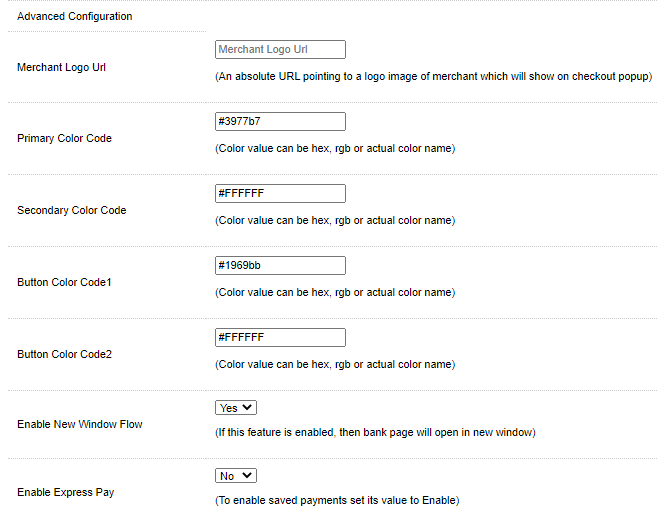 Advanced Configuration
Merchant Logo Url
Merchant Logo Url
(An absolute URL pointing to a logo image of merchant which will show on checkout popup)
Primary Color Code
#3977b7
(Color value can be hex, rgb or actual color name)
Secondary Color Code
#FFFFFF
(Color value can be hex, rgb or actual color name)
Button Color Code1
#1969bb
(Color value can be hex, rgb or actual color name)
Button Color Code2
#FFFFFF
(Color value can be hex, rgb or actual color name)
Enable New Window Flow
Yes
(If this feature is enabled, then bank page will open in new window)
Enable Express Pay
No
(To enable saved payments set its value to Enable)